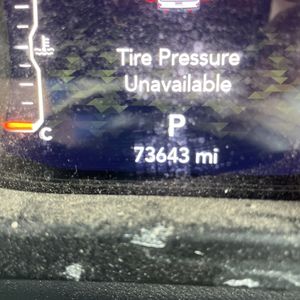 Tire Pressure
Unavailable
P
C
73643 mi